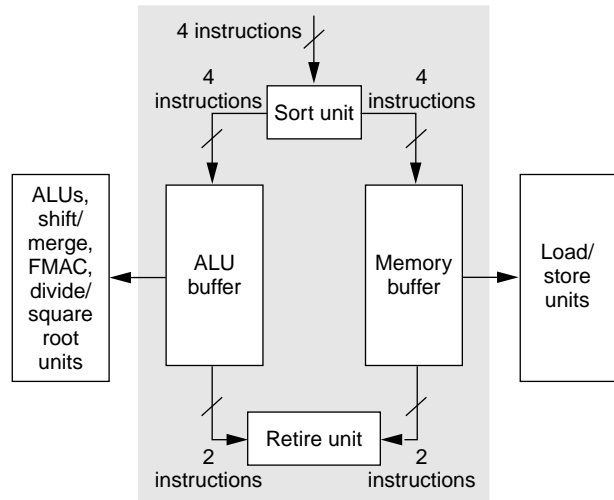 4 instructions
4
instructions
4
instructions
Sort unit
ALUs,
shift/
merge,
FMAC,
divide/
square
root
units
ALU
buffer
Memory
buffer
Load/
store
units
Retire unit
2
instructions
2
instructions